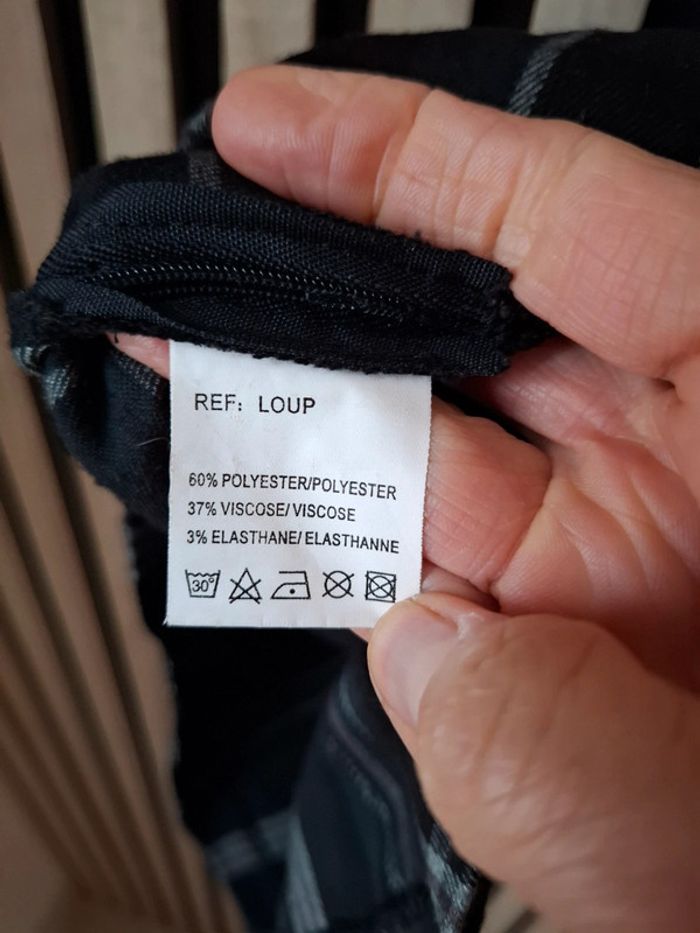 REF: LOUP
60% POLYESTER/POLYESTER
37% VISCOSE/VISCOSE
3% ELASTHANE/ELASTHANNE
30°